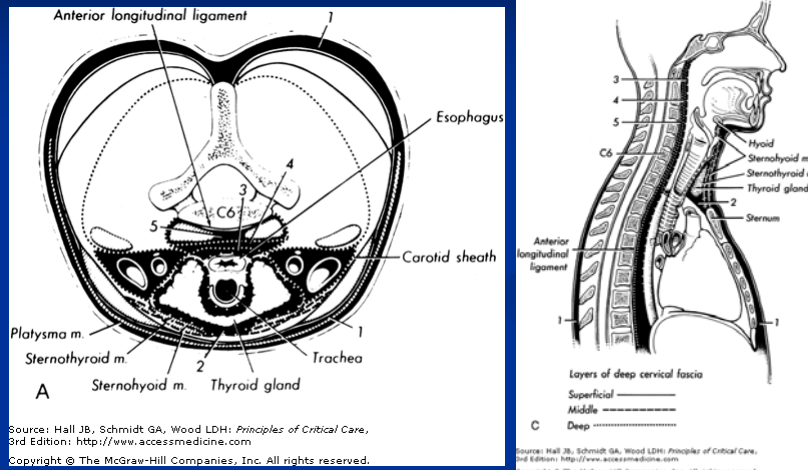 Anterior longitudinal ligament
1
Esophagus
4
3
C6
5
Carotid sheath
Platysma m.
1
Sternothyroid m.
2
Trachea
Sternohyoid m.
Thyroid gland
A
Source: Hall JB, Schmidt GA, Wood LDH: Principles of Critical Care,
3rd Edition: http://www.accessmedicine.com
Copyright © The McGraw-Hill Companies, Inc. All rights reserved.
3
4
5
C6
Hyoid
Sternohyoid m
Sternothyroid
Thyroid gland
2
Sternum
Anterior
longitudinal
ligament
1
1
Layers of deep cervical fascia
Superficial
Middle
C
Deep
Source: Hall JB, Schmidt GA, Wood LDH: Principles of Critical Care,
3rd Edition: http://www.accessmedicine.com